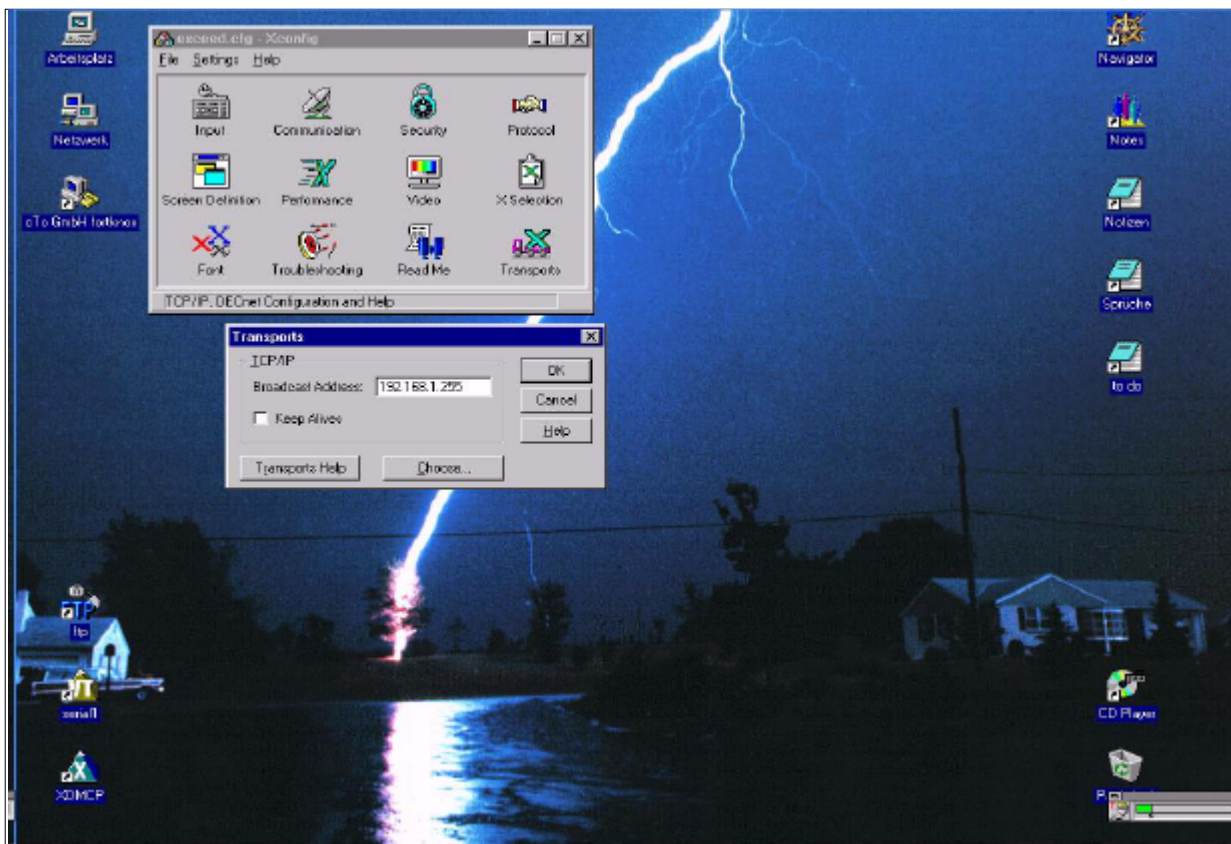 Arbeitsplatz
Netzwerk
cTo GmbH fortknox
exceed.cfg - Xconfig
File Settings Help
Input Communication Security Protocol
Screen Definition Performance Video X Selection
Font Troubleshooting Read Me Transports
TCP/IP, DECnet Configuration and Help
Transports
TCP/IP
Broadcast Address: 192.168.1.255
Keep Alives
OK
Cancel
Help
Transports Help Choose...
Navigator
Notes
Notizen
Sprüche
to do
FTP
ftp
VT
serial1
X
XDMCP
CD Player